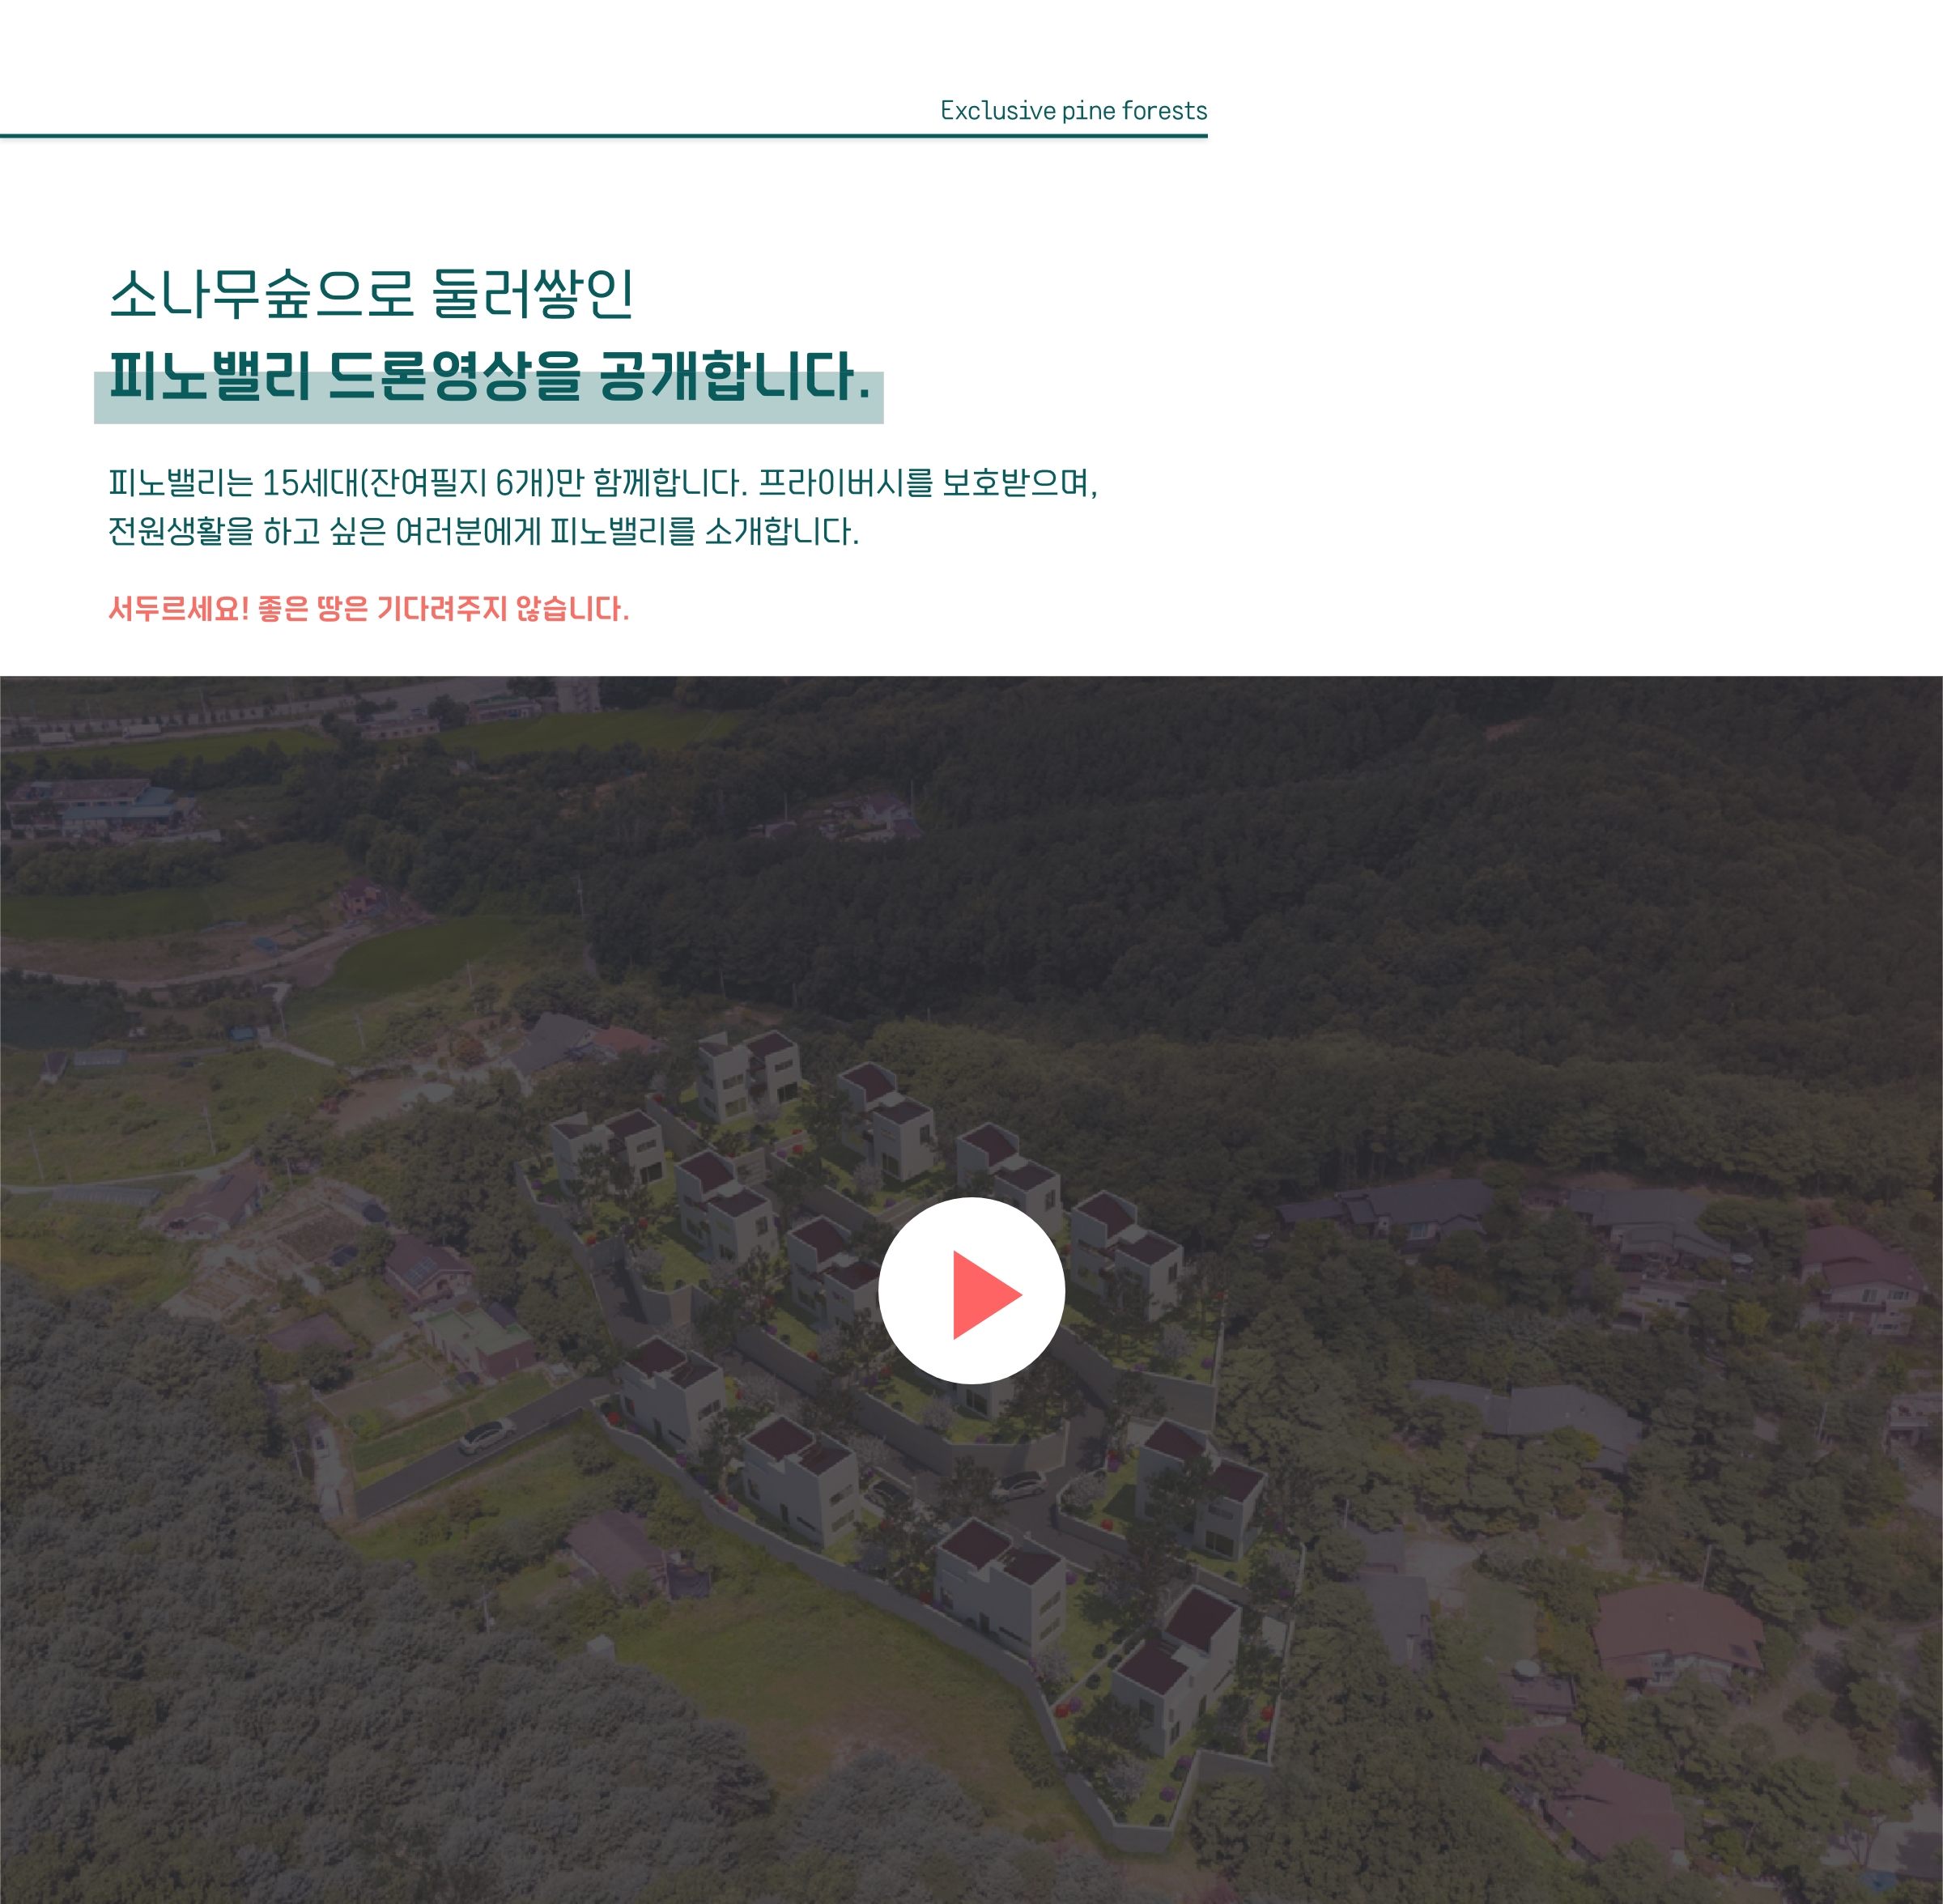 Exclusive pine forests
소나무숲으로 둘러쌓인
피노밸리 드론영상을 공개합니다.
피노밸리는 15세대(잔여필지 6개)만 함께합니다. 프라이버시를 보호받으며,
전원생활을 하고 싶은 여러분에게 피노밸리를 소개합니다.
서두르세요! 좋은 땅은 기다려주지 않습니다.